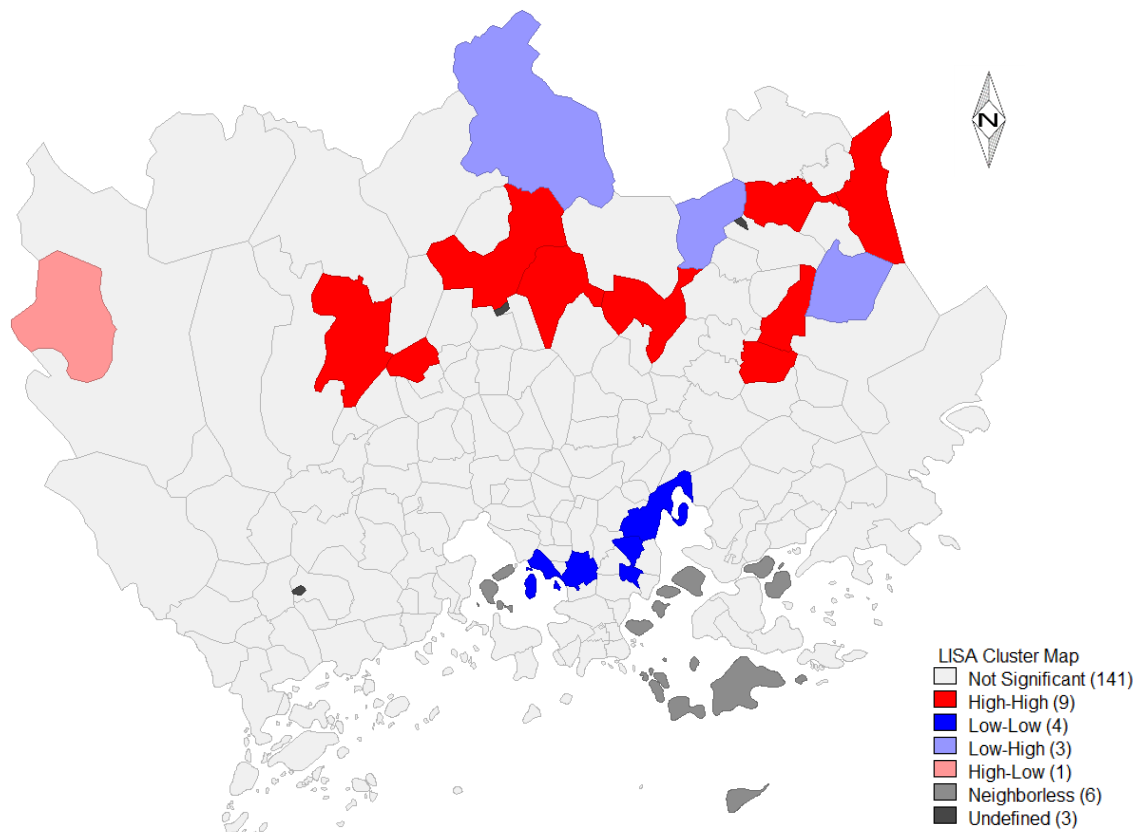 N
LISA Cluster Map
Not Significant (141)
High-High (9)
Low-Low (4)
Low-High (3)
High-Low (1)
Neighborless (6)
Undefined (3)